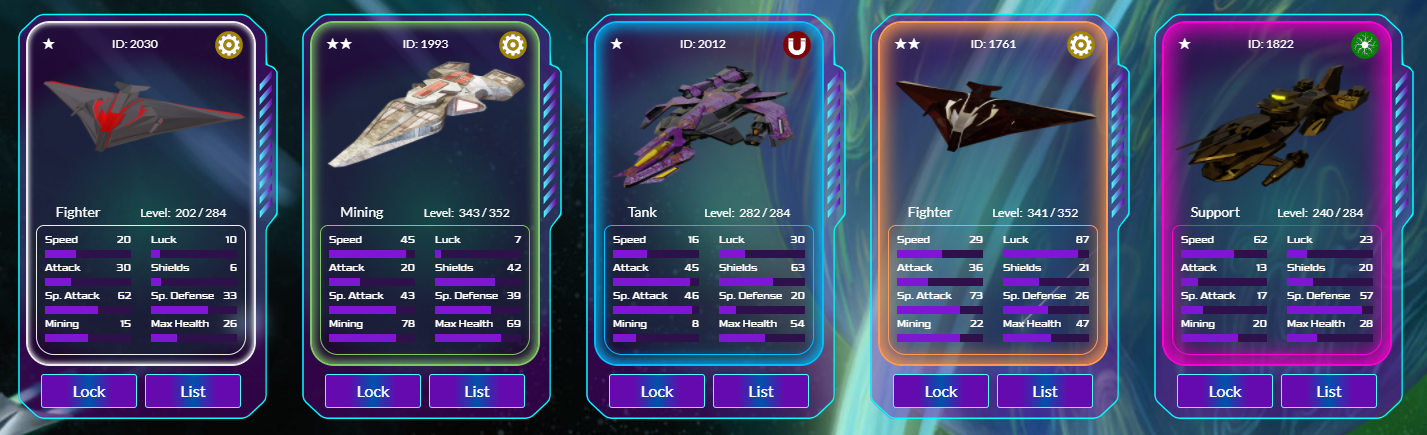 ID: 2030
Fighter Level: 202 / 284
Speed 20 Luck 10
Attack 30 Shields 6
Sp. Attack 62 Sp. Defense 33
Mining 15 Max Health 26
Lock List
ID: 1993
Mining Level: 343 / 352
Speed 45 Luck 7
Attack 20 Shields 42
Sp. Attack 43 Sp. Defense 39
Mining 78 Max Health 69
Lock List
ID: 2012
Tank Level: 282 / 284
Speed 16 Luck 30
Attack 45 Shields 63
Sp. Attack 46 Sp. Defense 20
Mining 8 Max Health 54
Lock List
ID: 1761
Fighter Level: 341 / 352
Speed 29 Luck 87
Attack 36 Shields 21
Sp. Attack 73 Sp. Defense 26
Mining 22 Max Health 47
Lock List
ID: 1822
Support Level: 240 / 284
Speed 62 Luck 23
Attack 13 Shields 20
Sp. Attack 17 Sp. Defense 57
Mining 20 Max Health 28
Lock List